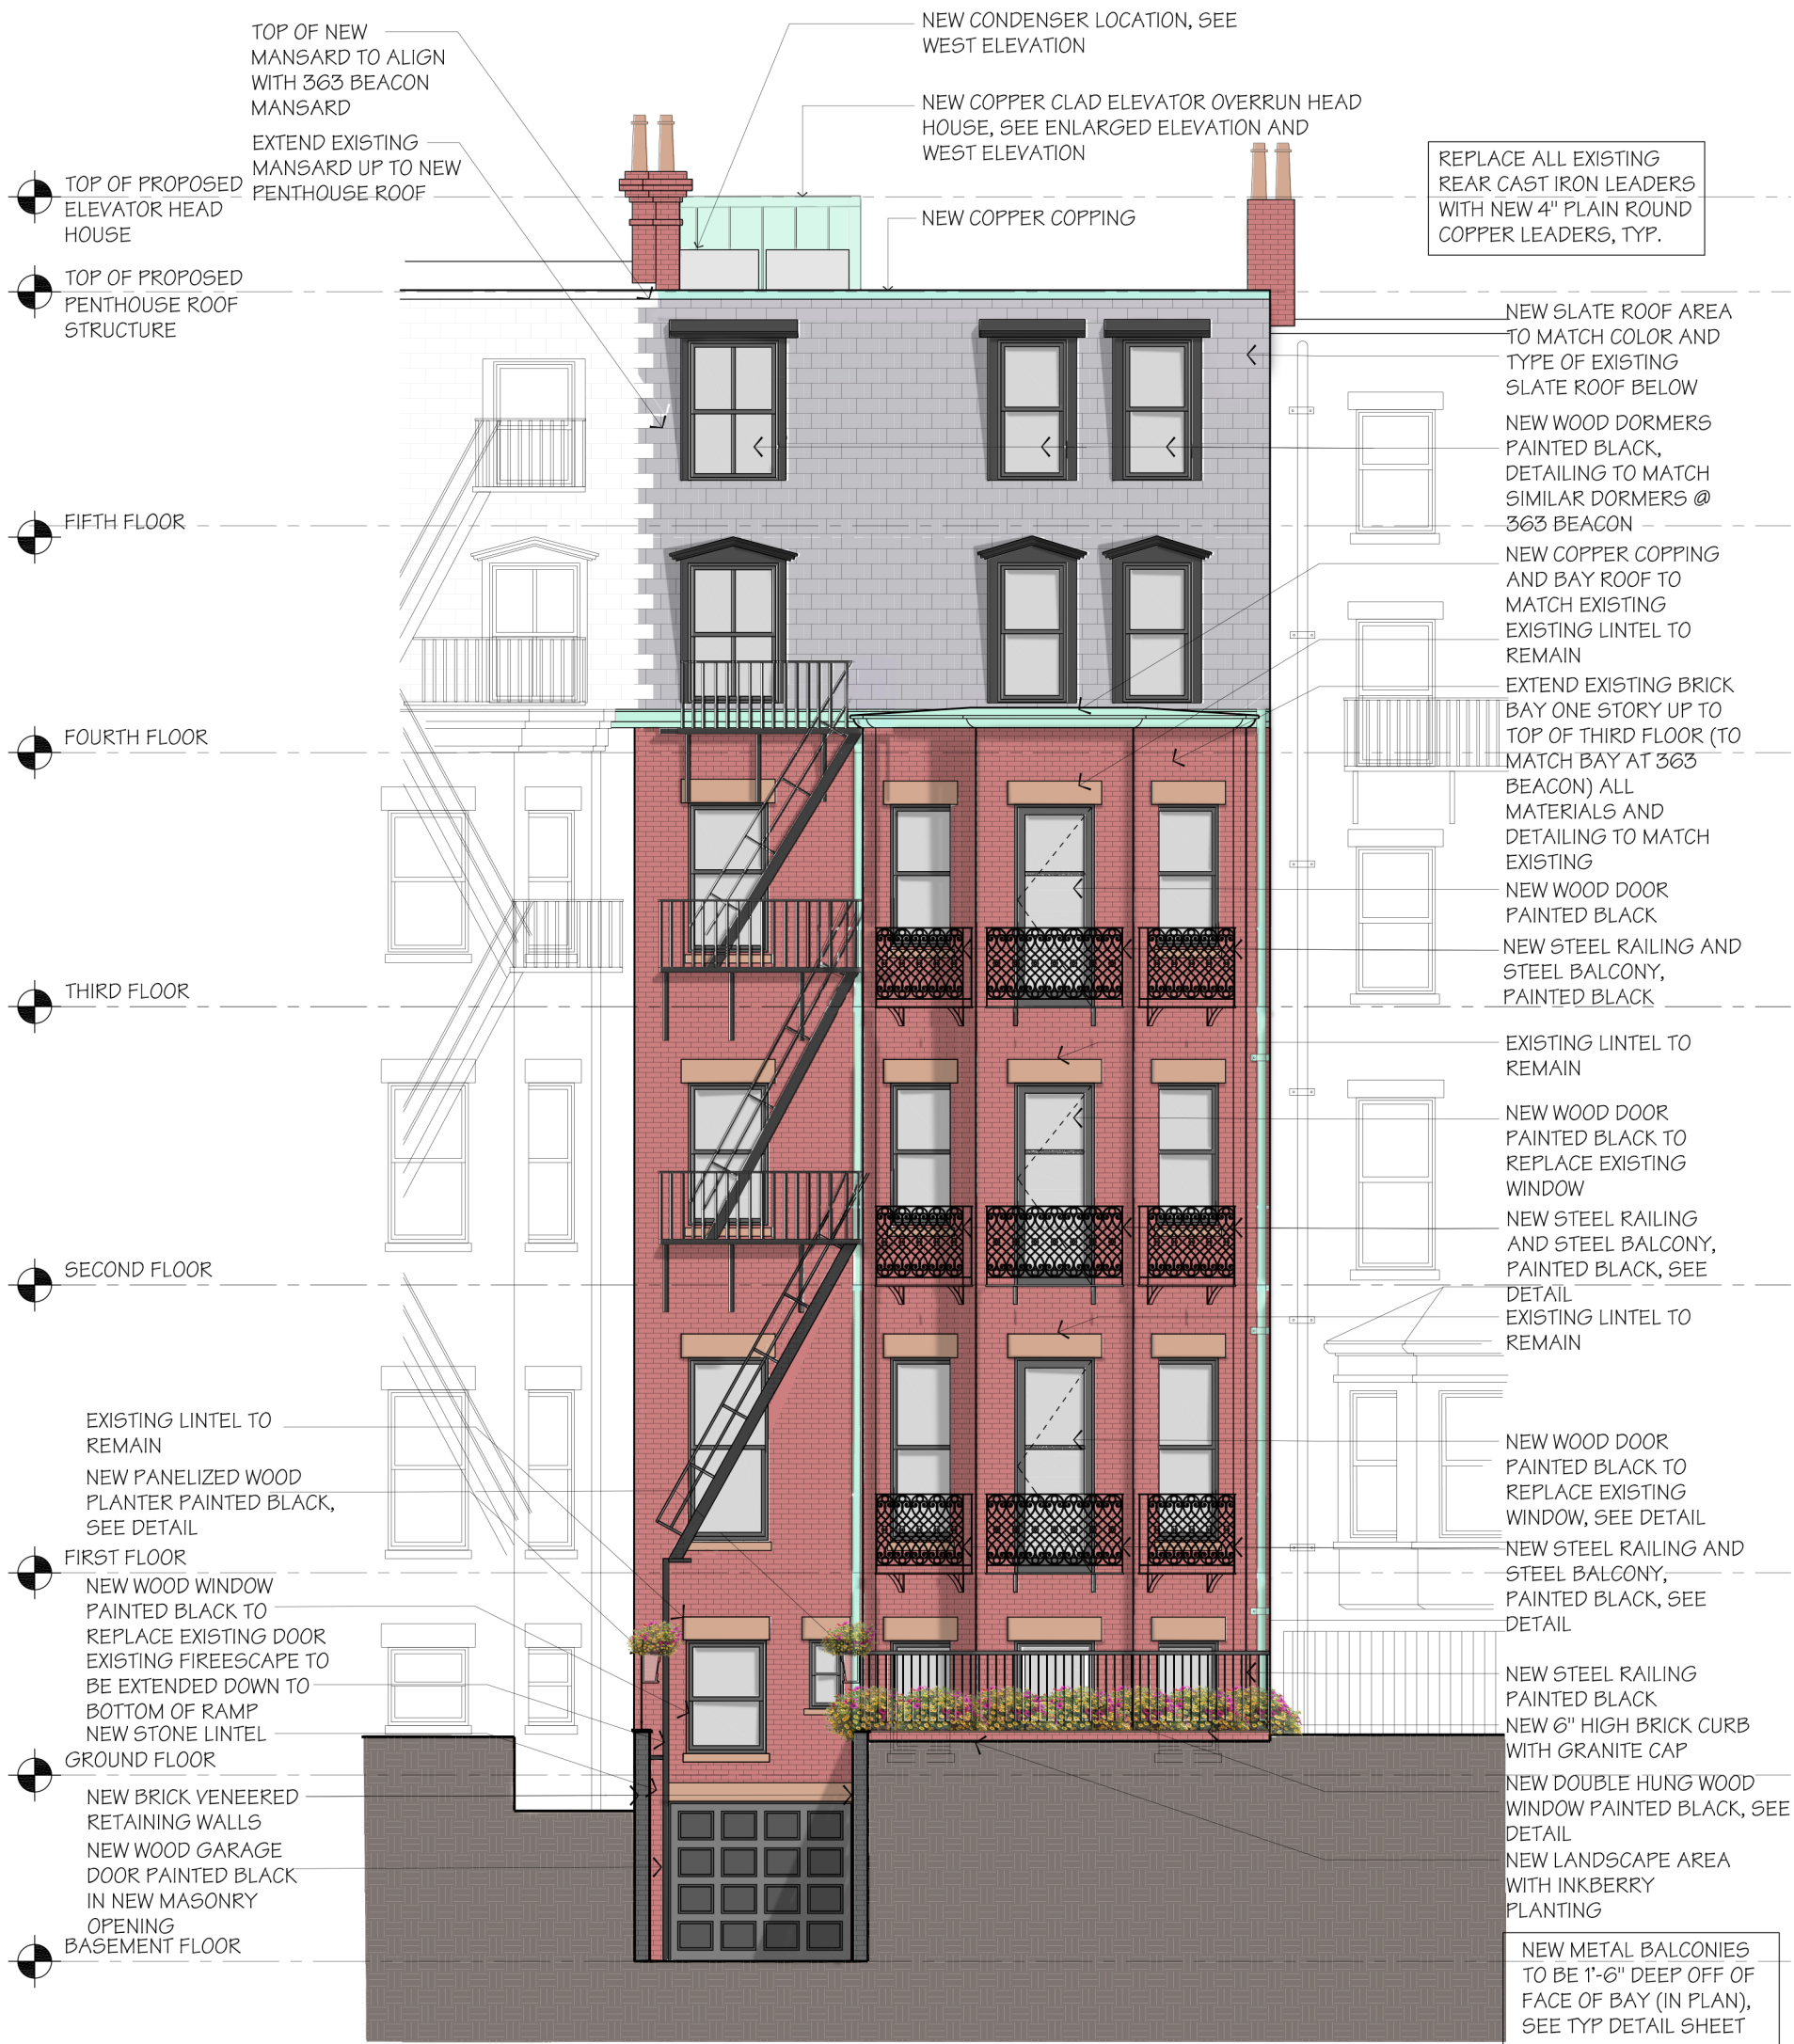 TOP OF NEW
MANSARD TO ALIGN
WITH 363 BEACON
MANSARD
EXTEND EXISTING
MANSARD UP TO NEW
PENTHOUSE ROOF
NEW CONDENSER LOCATION, SEE
WEST ELEVATION
NEW COPPER CLAD ELEVATOR OVERRUN HEAD
HOUSE, SEE ENLARGED ELEVATION AND
WEST ELEVATION
NEW COPPER COPPING
REPLACE ALL EXISTING
REAR CAST IRON LEADERS
WITH NEW 4" PLAIN ROUND
COPPER LEADERS, TYP.
TOP OF PROPOSED
ELEVATOR HEAD
HOUSE
TOP OF PROPOSED
PENTHOUSE ROOF
STRUCTURE
FIFTH FLOOR
FOURTH FLOOR
THIRD FLOOR
SECOND FLOOR
EXISTING LINTEL TO
REMAIN
NEW PANELIZED WOOD
PLANTER PAINTED BLACK,
SEE DETAIL
FIRST FLOOR
NEW WOOD WINDOW
PAINTED BLACK TO
REPLACE EXISTING DOOR
EXISTING FIREESCAPE TO
BE EXTENDED DOWN TO
BOTTOM OF RAMP
NEW STONE LINTEL
GROUND FLOOR
NEW BRICK VENEERED
RETAINING WALLS
NEW WOOD GARAGE
DOOR PAINTED BLACK
IN NEW MASONRY
OPENING
BASEMENT FLOOR
NEW SLATE ROOF AREA
TO MATCH COLOR AND
TYPE OF EXISTING
SLATE ROOF BELOW
NEW WOOD DORMERS
PAINTED BLACK,
DETAILING TO MATCH
SIMILAR DORMERS @
363 BEACON
NEW COPPER COPPING
AND BAY ROOF TO
MATCH EXISTING
EXISTING LINTEL TO
REMAIN
EXTEND EXISTING BRICK
BAY ONE STORY UP TO
TOP OF THIRD FLOOR (TO
MATCH BAY AT 363
BEACON) ALL
MATERIALS AND
DETAILING TO MATCH
EXISTING
NEW WOOD DOOR
PAINTED BLACK
NEW STEEL RAILING AND
STEEL BALCONY,
PAINTED BLACK
EXISTING LINTEL TO
REMAIN
NEW WOOD DOOR
PAINTED BLACK TO
REPLACE EXISTING
WINDOW
NEW STEEL RAILING
AND STEEL BALCONY,
PAINTED BLACK, SEE
DETAIL
EXISTING LINTEL TO
REMAIN
NEW WOOD DOOR
PAINTED BLACK TO
REPLACE EXISTING
WINDOW, SEE DETAIL
NEW STEEL RAILING AND
STEEL BALCONY,
PAINTED BLACK, SEE
DETAIL
NEW STEEL RAILING
PAINTED BLACK
NEW 6" HIGH BRICK CURB
WITH GRANITE CAP
NEW DOUBLE HUNG WOOD
WINDOW PAINTED BLACK, SEE
DETAIL
NEW LANDSCAPE AREA
WITH INKBERRY
PLANTING
NEW METAL BALCONIES
TO BE 1'-6" DEEP OFF OF
FACE OF BAY (IN PLAN),
SEE TYP DETAIL SHEET